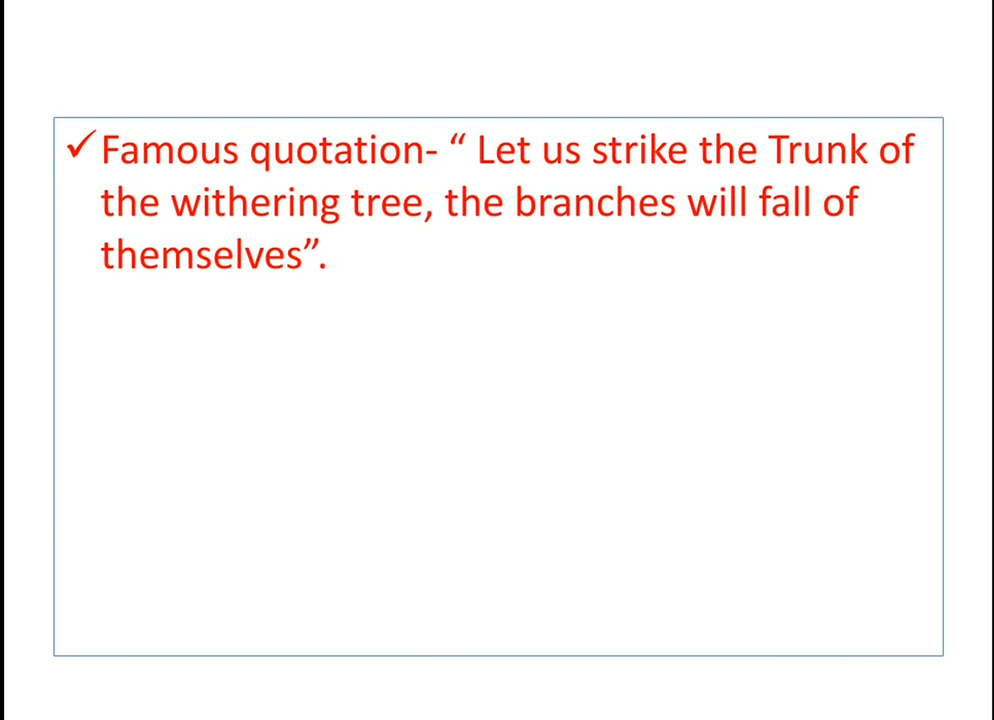 ✓Famous quotation- “ Let us strike the Trunk of
the withering tree, the branches will fall of
themselves”.